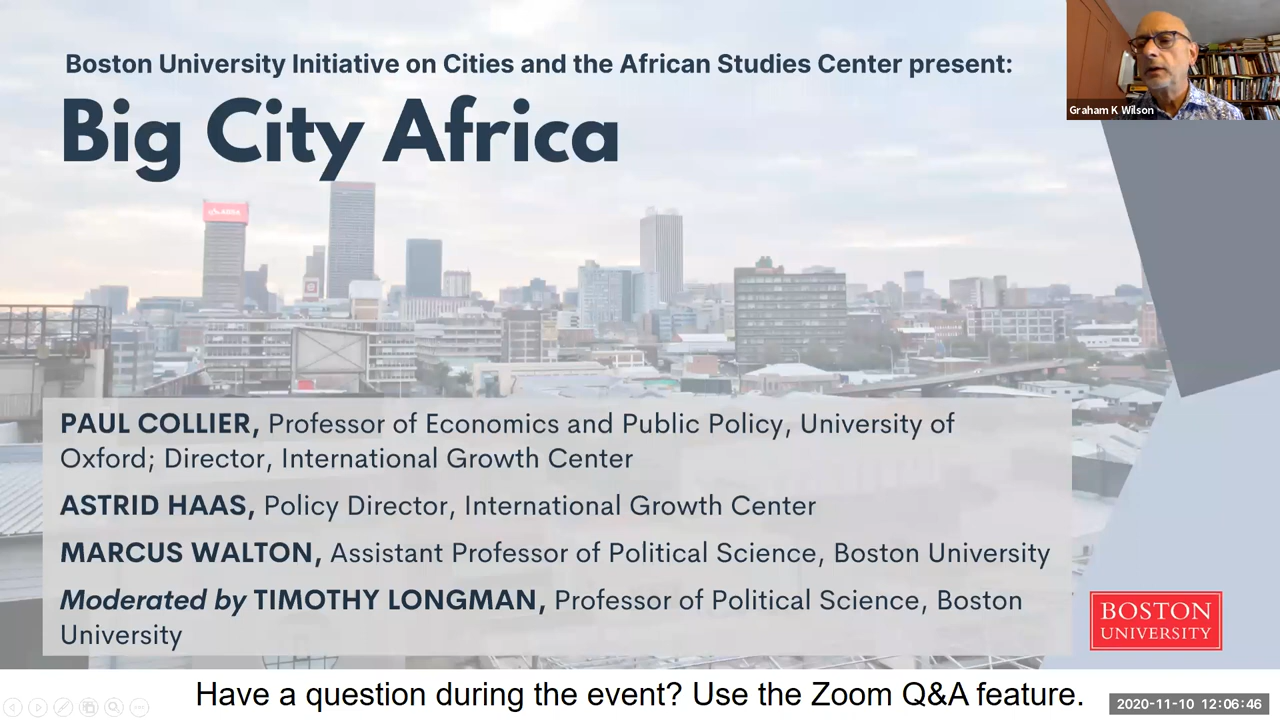 Boston University Initiative on Cities and the African Studies Center present:
Big City Africa
Graham K Wilson
ABSA
PAUL COLLIER, Professor of Economics and Public Policy, University of
Oxford; Director, International Growth Center
ASTRID HAAS, Policy Director, International Growth Center
MARCUS WALTON, Assistant Professor of Political Science, Boston University
Moderated by TIMOTHY LONGMAN, Professor of Political Science, Boston
University
BOSTON
UNIVERSITY
Have a question during the event? Use the Zoom Q&A feature.
2020-11-10 12:06:46